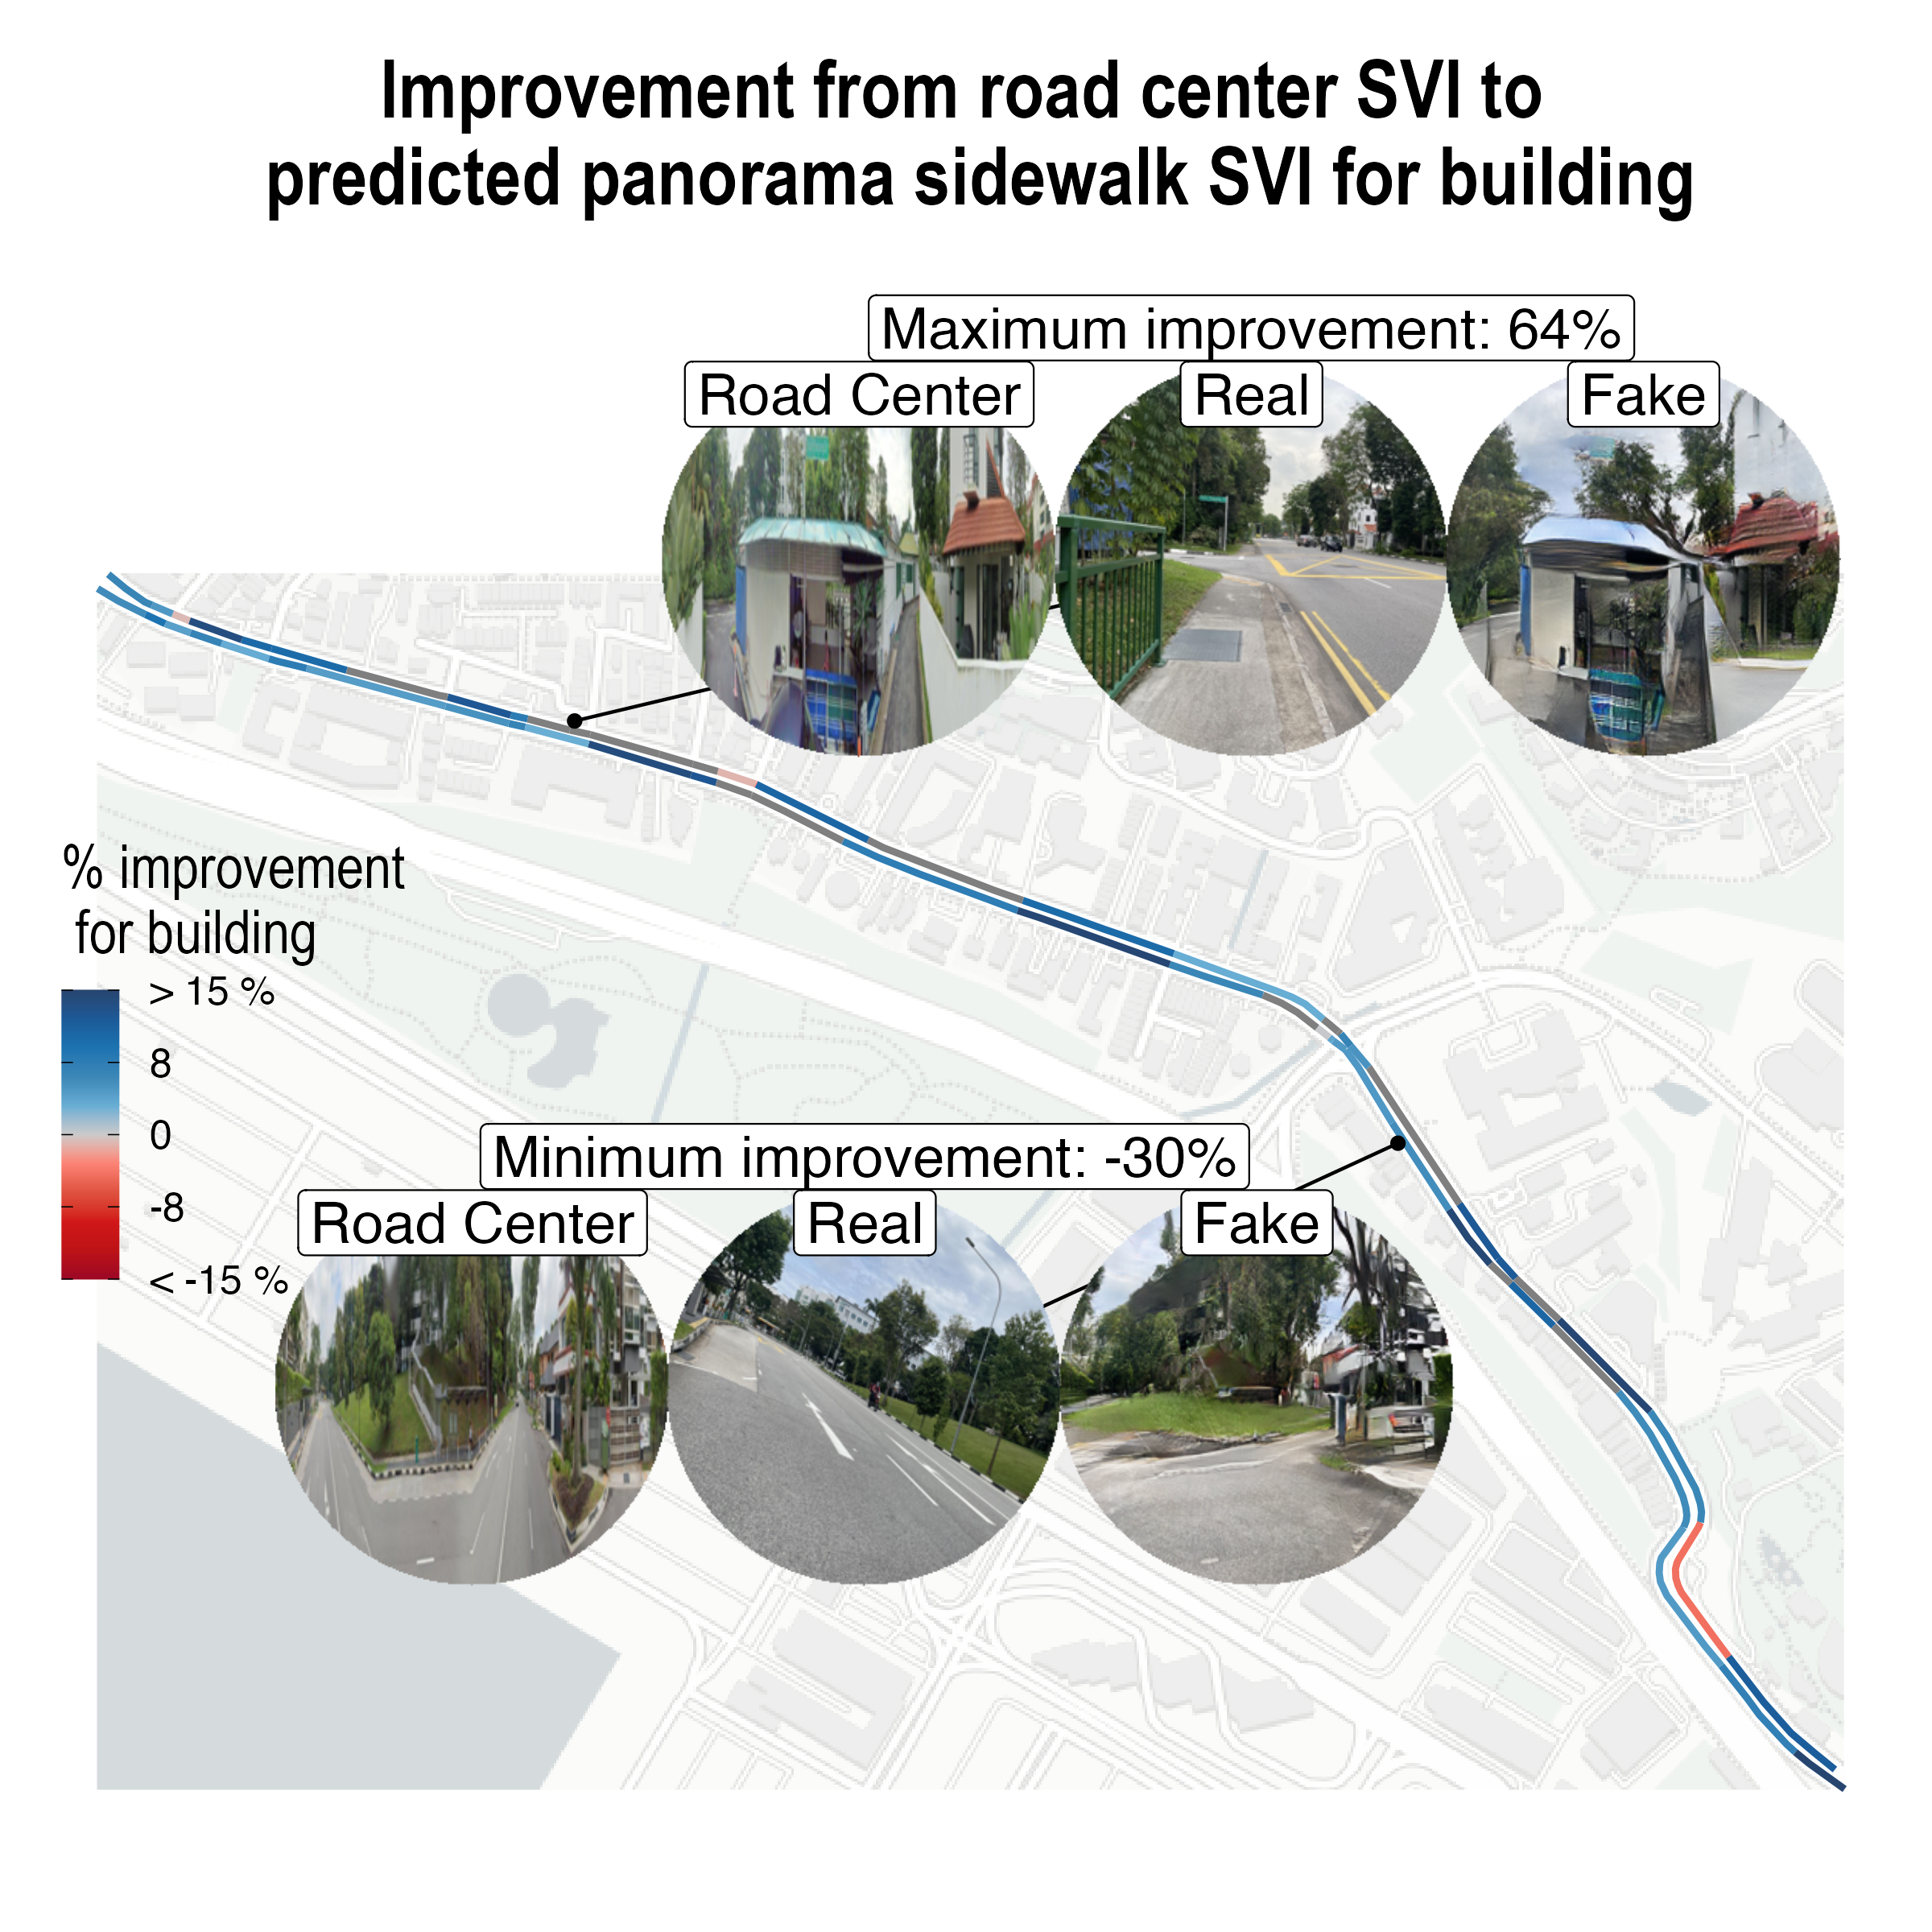 Improvement from road center SVI to
predicted panorama sidewalk SVI for building
Maximum improvement: 64%
Road Center
Real
Fake
% improvement
for building
> 15 %
8
0
-8
< -15 %
Minimum improvement: -30%
Road Center
Real
Fake